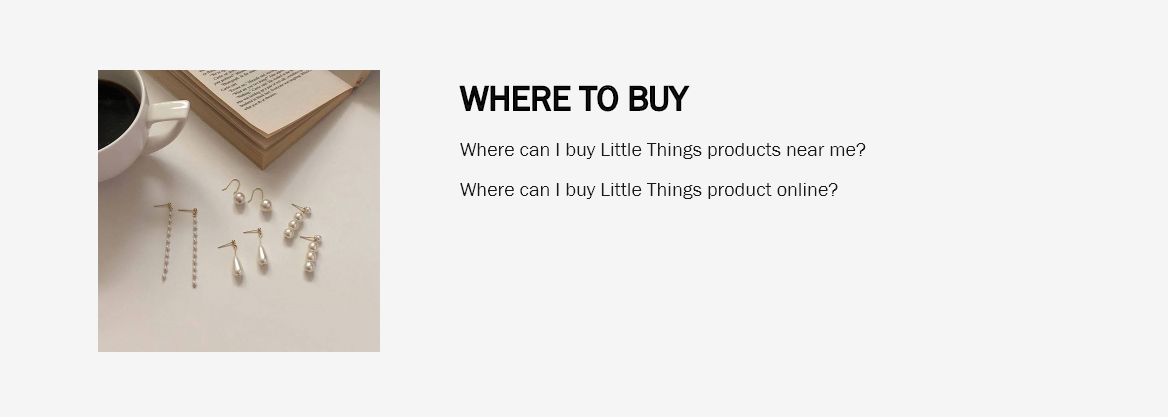 WHERE TO BUY
Where can I buy Little Things products near me?
Where can I buy Little Things product online?